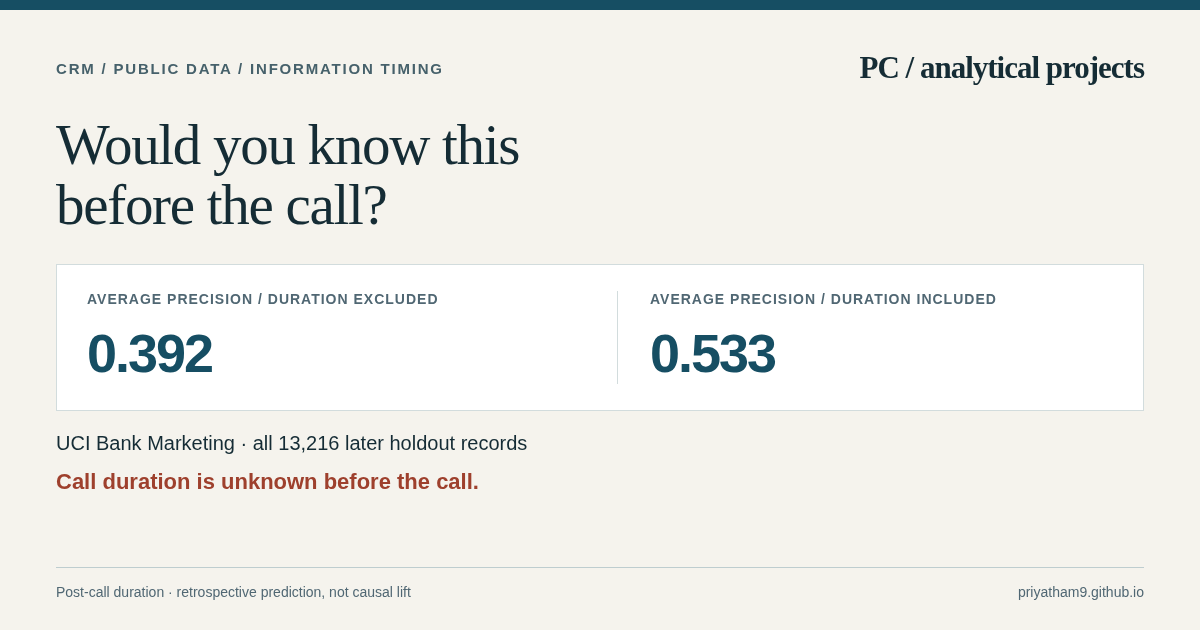 CRM / PUBLIC DATA / INFORMATION TIMING
PC / analytical projects
Would you know this
before the call?
AVERAGE PRECISION / DURATION EXCLUDED
0.392
AVERAGE PRECISION / DURATION INCLUDED
0.533
UCI Bank Marketing · all 13,216 later holdout records
Call duration is unknown before the call.
Post-call duration · retrospective prediction, not causal lift
priyatham9.github.io